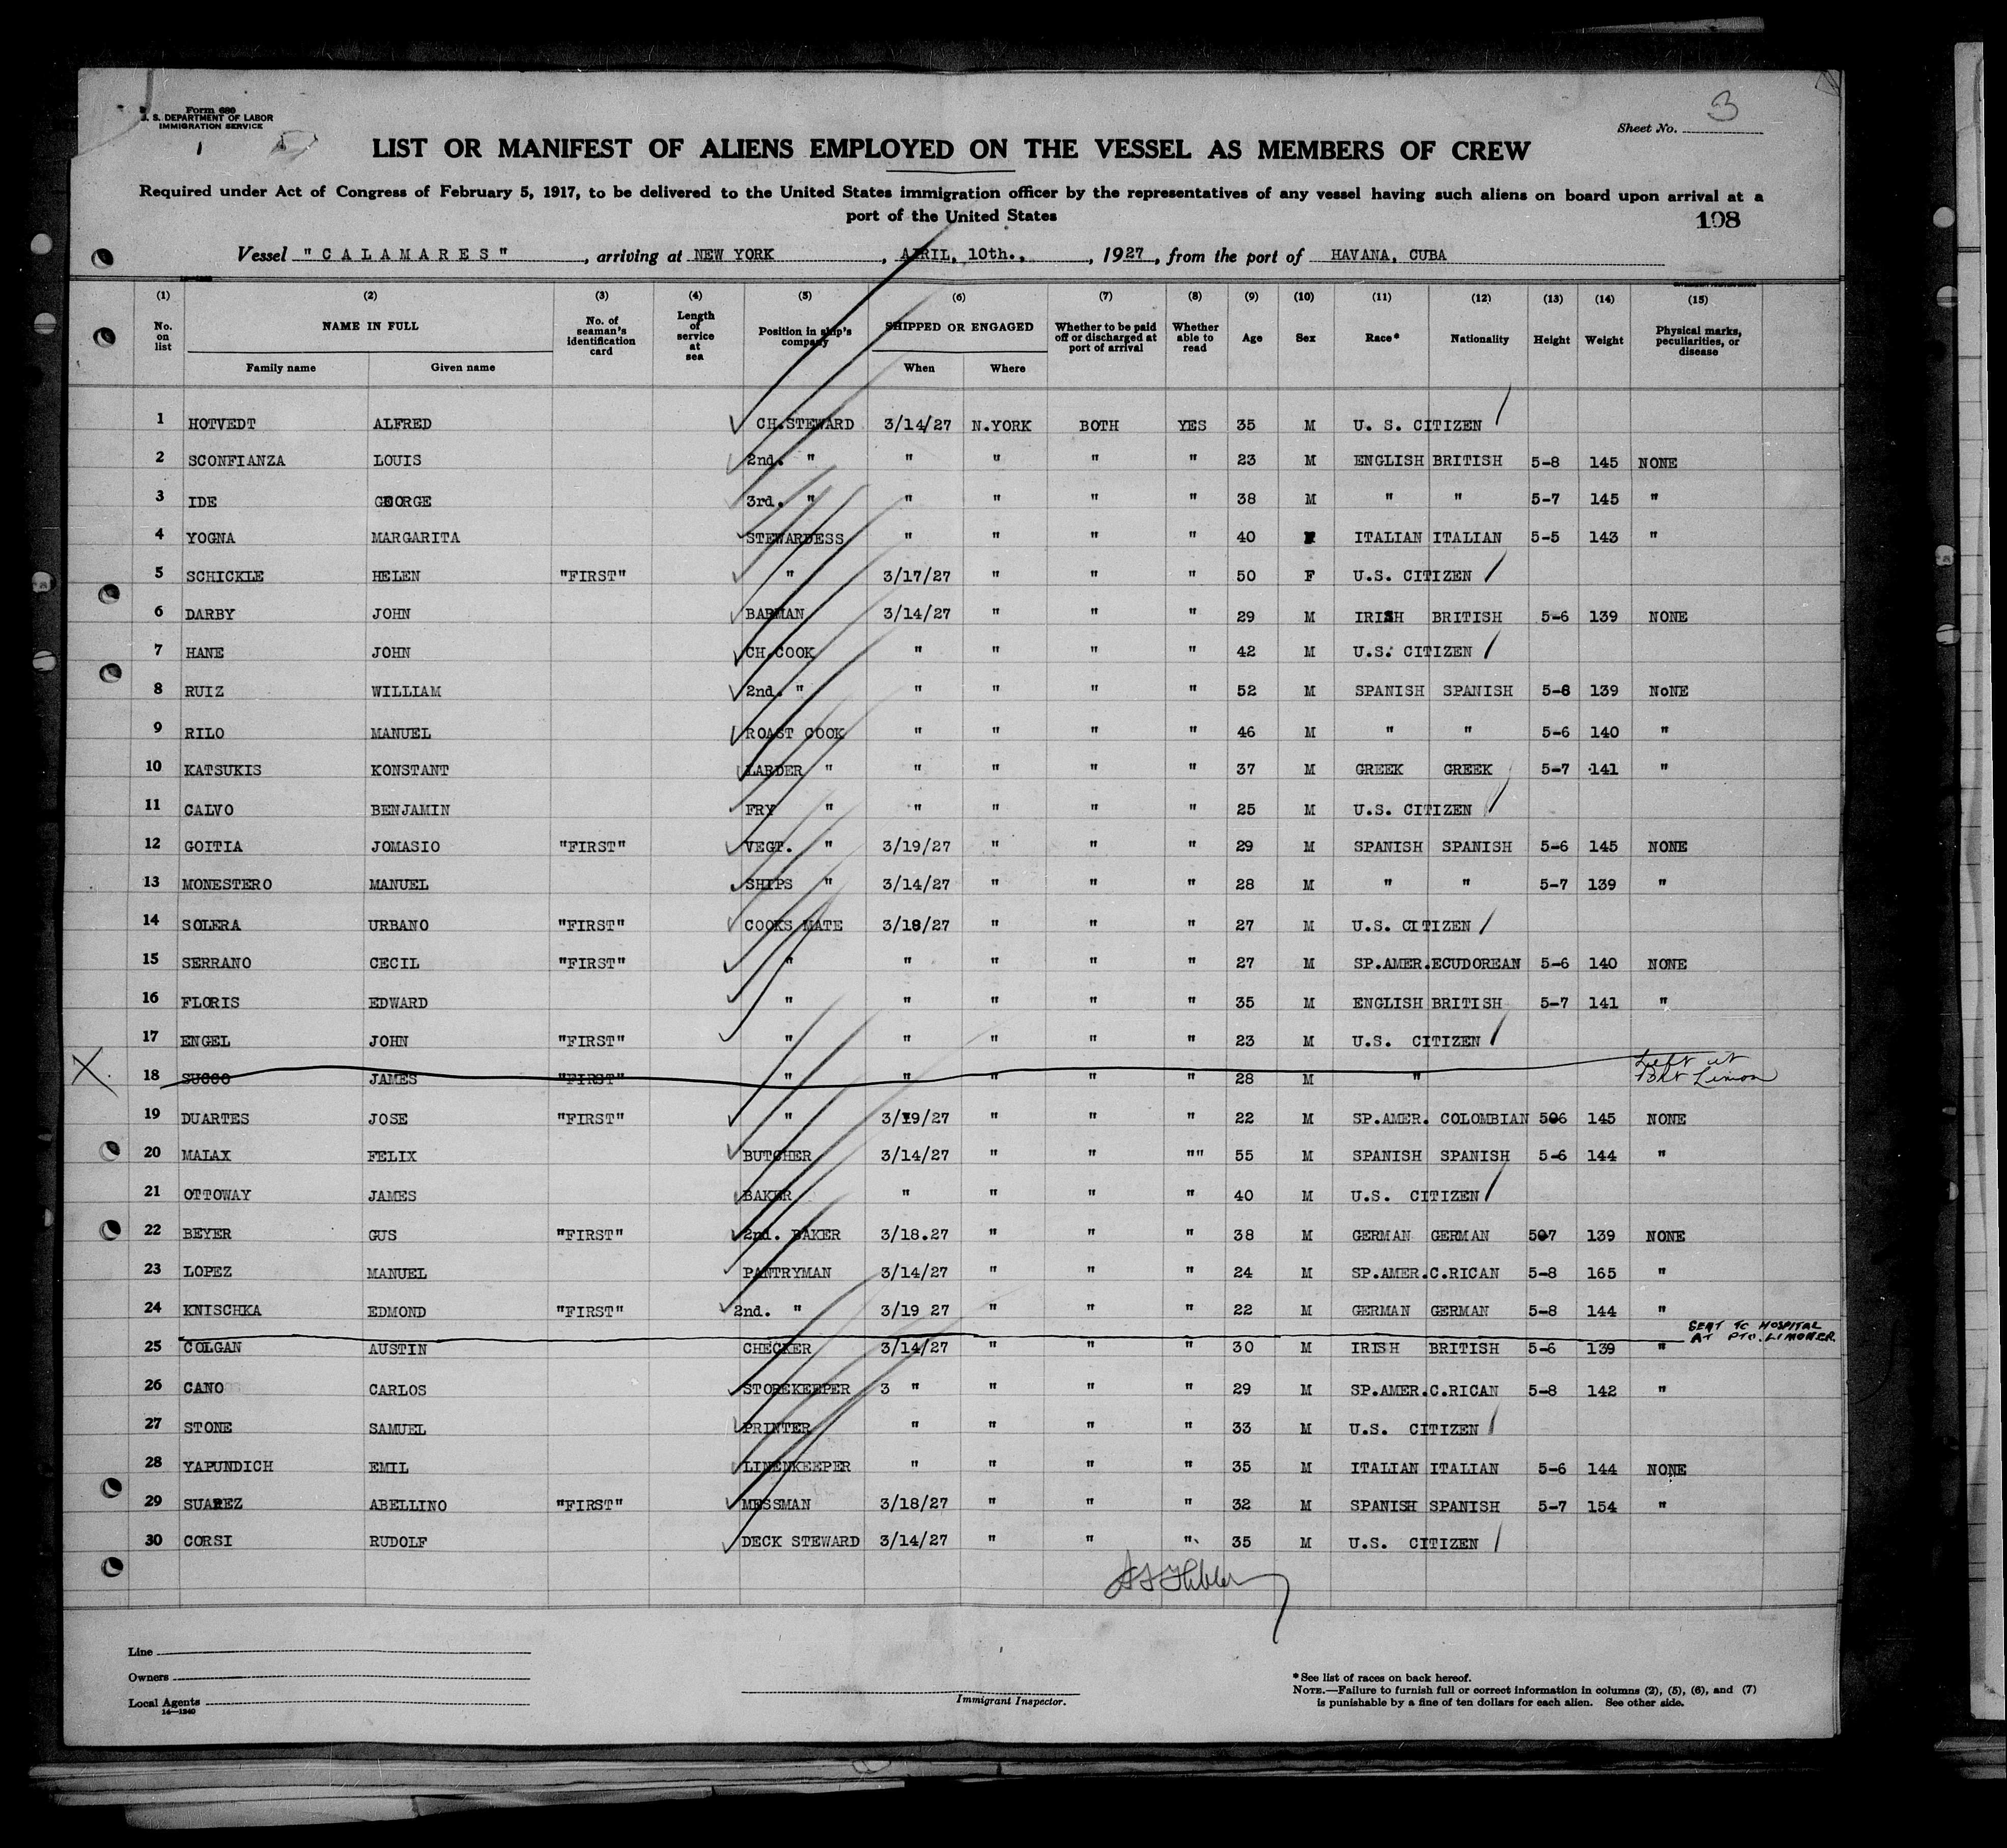 Form 680
U. S. DEPARTMENT OF LABOR
IMMIGRATION SERVICE
Sheet No. 3
LIST OR MANIFEST OF ALIENS EMPLOYED ON THE VESSEL AS MEMBERS OF CREW
Required under Act of Congress of February 5, 1917, to be delivered to the United States immigration officer by the representatives of any vessel having such aliens on board upon arrival at a
port of the United States
198
Vessel "CALAMARES", arriving at NEW YORK, APRIL, 10th., 1927, from the port of HAVANA, CUBA
(1) (2) (3) (4) (5) (6) (7) (8) (9) (10) (11) (12) (13) (14) (15)
No. on list NAME IN FULL Family name Given name No. of seaman's identification card Length of service at sea Position in ship's company SHIPPED OR ENGAGED When Where Whether to be paid off or discharged at port of arrival Whether able to read Age Sex Race* Nationality Height Weight Physical marks, peculiarities, or disease
1 HOTVEDT ALFRED CH.STEWARD 3/14/27 N.YORK BOTH YES 35 M U. S. CITIZEN
2 SCONFIANZA LOUIS 2nd. " " " " " 23 M ENGLISH BRITISH 5-8 145 NONE
3 IDE GEORGE 3rd. " " " " " 38 M " " 5-7 145 "
4 YOGNA MARGARITA STEWARDESS " " " " 40 F ITALIAN ITALIAN 5-5 143 "
5 SCHICKLE HELEN "FIRST" " 3/17/27 " " " 50 F U.S. CITIZEN
6 DARBY JOHN BARMAN 3/14/27 " " " 29 M IRISH BRITISH 5-6 139 NONE
7 HANE JOHN CH.COOK " " " " 42 M U.S. CITIZEN
8 RUIZ WILLIAM 2nd. " " " " " 52 M SPANISH SPANISH 5-8 139 NoNE
9 RILO MANUEL ROAST COOK " " " " 46 M " " 5-6 140 "
10 KATSUKIS KONSTANT LARDER " " " " " 37 M GREEK GREEK 5-7 141 "
11 CALVO BENJAMIN FRY " " " " " 25 M U.S. CITIZEN
12 GOITIA JOMASIO "FIRST" VEGT. " 3/19/27 " " " 29 M SPANISH SPANISH 5-6 145 NONE
13 MONESTERO MANUEL SHIPS " 3/14/27 " " " 28 M " " 5-7 139 "
14 SOLERA URBANO "FIRST" COOKS MATE 3/18/27 " " " 27 M U.S. CITIZEN
15 SERRANO CECIL "FIRST" " " " " " 27 M SP.AMER. ECUDOREAN 5-6 140 NONE
16 FLORIS EDWARD " " " " " 35 M ENGLISH BRITISH 5-7 141 "
17 ENGEL JOHN "FIRST" " " " " " 23 M U.S. CITIZEN
18 SUCCO JAMES "FIRST" " " " " " 28 M " Left at Port Limon
19 DUARTES JOSE "FIRST" " 3/19/27 " " " 22 M SP.AMER. COLOMBIAN 506 145 NONE
20 MALAX FELIX BUTCHER 3/14/27 " " "" 55 M SPANISH SPANISH 5-6 144 "
21 OTTOWAY JAMES BAKER " " " " 40 M U.S. CITIZEN
22 BEYER GUS "FIRST" 2nd. BAKER 3/18.27 " " " 38 M GERMAN GERMAN 507 139 NONE
23 LOPEZ MANUEL PANTRYMAN 3/14/27 " " " 24 M SP.AMER. C.RICAN 5-8 165 "
24 KNISCHKA EDMOND "FIRST" 2nd. " 3/19 27 " " " 22 M GERMAN GERMAN 5-8 144 "
25 COLGAN AUSTIN CHECKER 3/14/27 " " " 30 M IRISH BRITISH 5-6 139 " SENT TO HOSPITAL AT PTO. LIMON CR.
26 CANO CARLOS STOREKEEPER 3 " " " " 29 M SP.AMER. C.RICAN 5-8 142 "
27 STONE SAMUEL PRINTER " " " " 33 M U.S. CITIZEN
28 YAPUNDICH EMIL LINENKEEPER " " " " 35 M ITALIAN ITALIAN 5-6 144 NONE
29 SUAREZ ABELLINO "FIRST" MESSMAN 3/18/27 " " " 32 M SPANISH SPANISH 5-7 154 "
30 CORSI RUDOLF DECK STEWARD 3/14/27 " " " 35 M U.S. CITIZEN
Line
Owners
Local Agents
14—1240
Immigrant Inspector.
*See list of races on back hereof.
NOTE.—Failure to furnish full or correct information in columns (2), (5), (6), and (7)
is punishable by a fine of ten dollars for each alien. See other side.